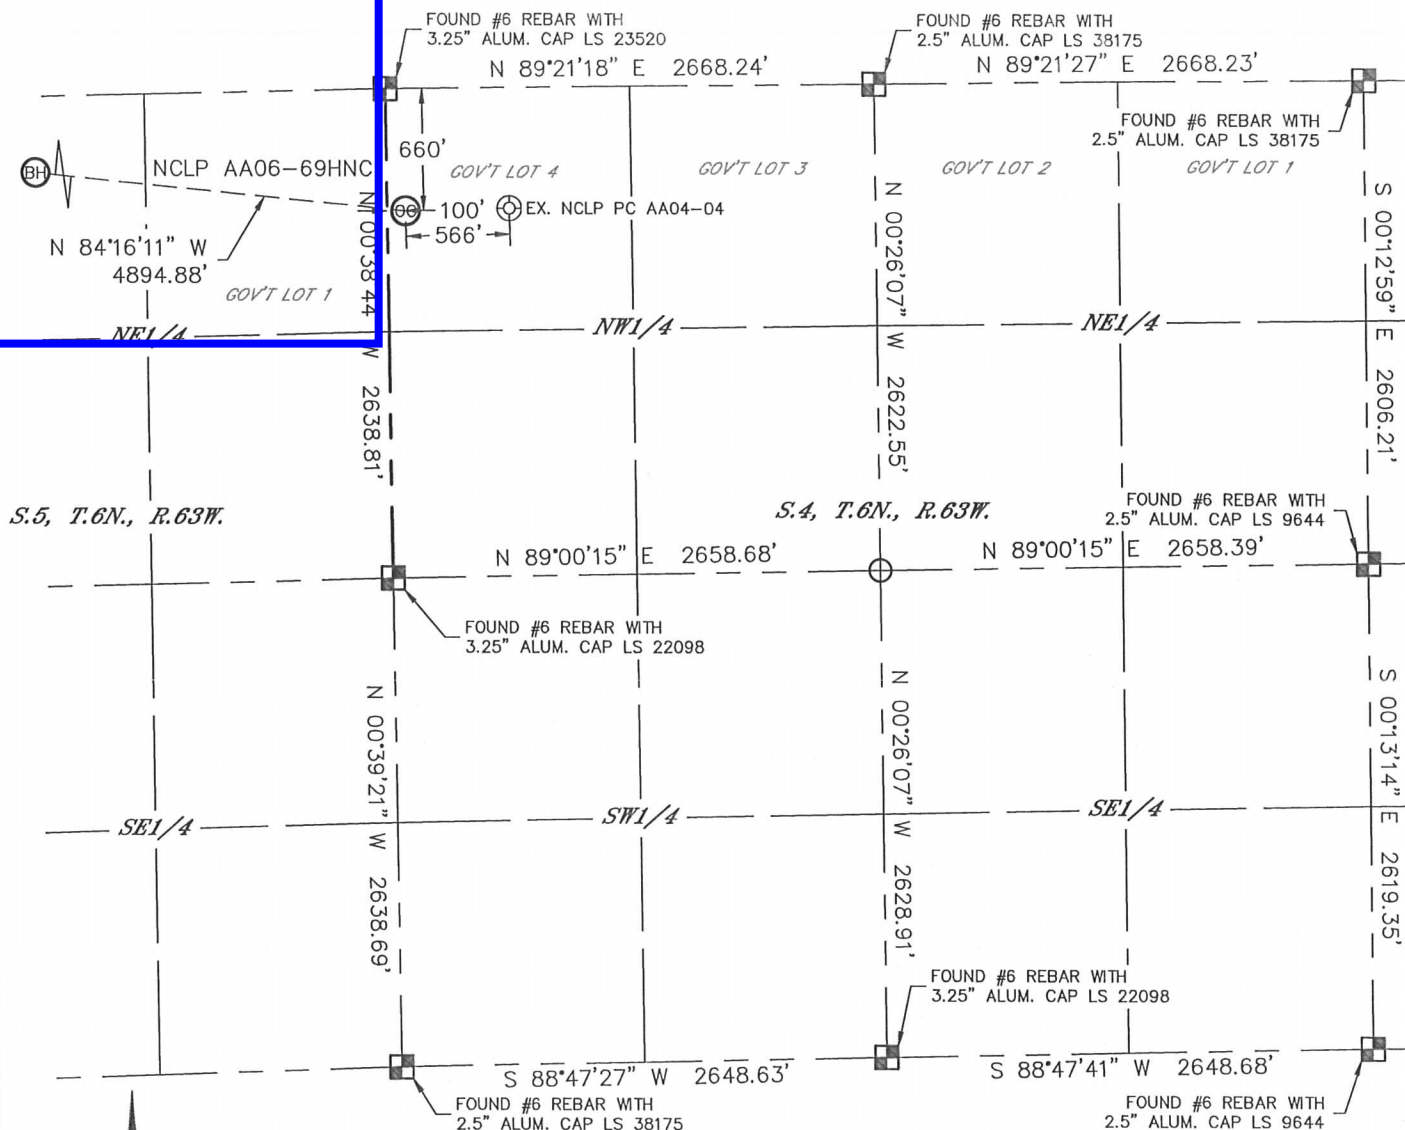 FOUND #6 REBAR WITH
3.25" ALUM. CAP LS 23520
FOUND #6 REBAR WITH
2.5" ALUM. CAP LS 38175
N 89°21'18" E 2668.24'
N 89°21'27" E 2668.23'
FOUND #6 REBAR WITH
2.5" ALUM. CAP LS 38175
BH
NCLP AA06-69HNC
660'
GOV'T LOT 4
GOV'T LOT 3
GOV'T LOT 2
GOV'T LOT 1
100'
EX. NCLP PC AA04-04
566'
N 84°16'11" W
4894.88'
GOV'T LOT 1
N 00°38'44 W 2638.81'
N 00°26'07" W 2622.55'
S 00°12'59" E 2606.21'
NE1/4
NW1/4
NE1/4
S.5, T.6N., R.63W.
S.4, T.6N., R.63W.
FOUND #6 REBAR WITH
2.5" ALUM. CAP LS 9644
N 89°00'15" E 2658.68'
N 89°00'15" E 2658.39'
FOUND #6 REBAR WITH
3.25" ALUM. CAP LS 22098
N 00°39'21" W 2638.69'
N 00°26'07" W 2628.91'
S 00°13'14" E 2619.35'
SE1/4
SW1/4
SE1/4
FOUND #6 REBAR WITH
3.25" ALUM. CAP LS 22098
S 88°47'27" W 2648.63'
S 88°47'41" W 2648.68'
FOUND #6 REBAR WITH
2.5" ALUM. CAP LS 38175
FOUND #6 REBAR WITH
2.5" ALUM. CAP LS 9644